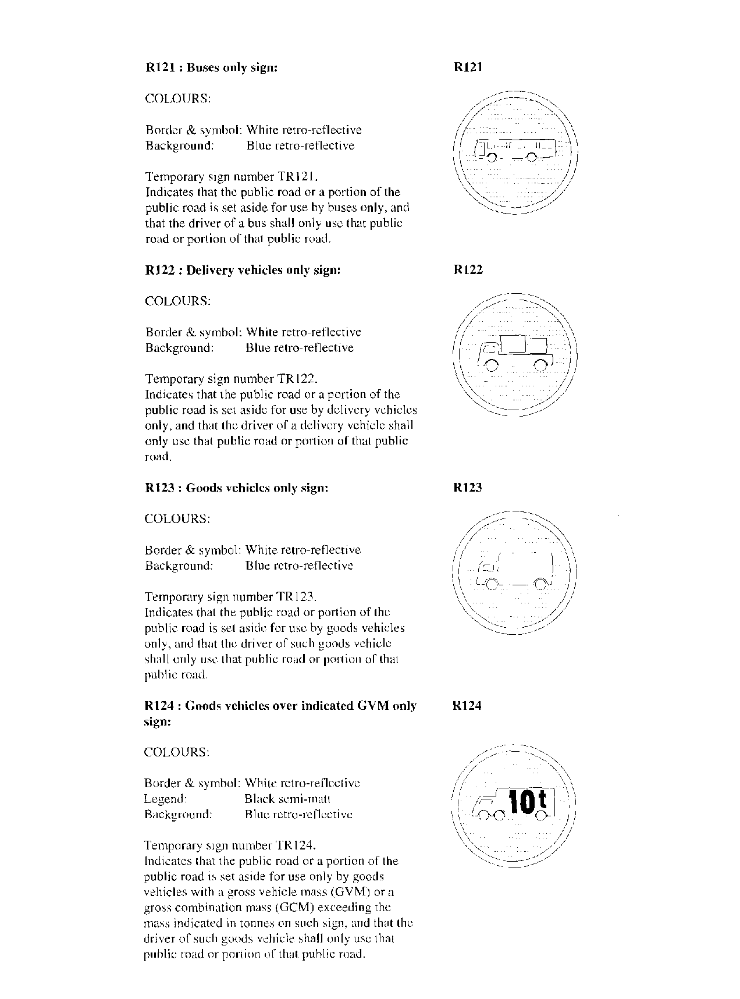 R121 : Buses only sign: R121
COLOURS:
Border & symbol: White retro-reflective
Background: Blue retro-reflective
Temporary sign number TR121.
Indicates that the public road or a portion of the
public road is set aside for use by buses only, and
that the driver of a bus shall only use that public
road or portion of that public road.
R122 : Delivery vehicles only sign: R122
COLOURS:
Border & symbol: White retro-reflective
Background: Blue retro-reflective
Temporary sign number TR122.
Indicates that the public road or a portion of the
public road is set aside for use by delivery vehicles
only, and that the driver of a delivery vehicle shall
only use that public road or portion of that public
road.
R123 : Goods vehicles only sign: R123
COLOURS:
Border & symbol: White retro-reflective
Background: Blue retro-reflective
Temporary sign number TR123.
Indicates that the public road or portion of the
public road is set aside for use by goods vehicles
only, and that the driver of such goods vehicle
shall only use that public road or portion of that
public road.
R124 : Goods vehicles over indicated GVM only R124
sign:
COLOURS:
Border & symbol: White retro-reflective
Legend: Black semi-matt
10t
Background: Blue retro-reflective
Temporary sign number TR124.
Indicates that the public road or a portion of the
public road is set aside for use only by goods
vehicles with a gross vehicle mass (GVM) or a
gross combination mass (GCM) exceeding the
mass indicated in tonnes on such sign, and that the
driver of such goods vehicle shall only use that
public road or portion of that public road.